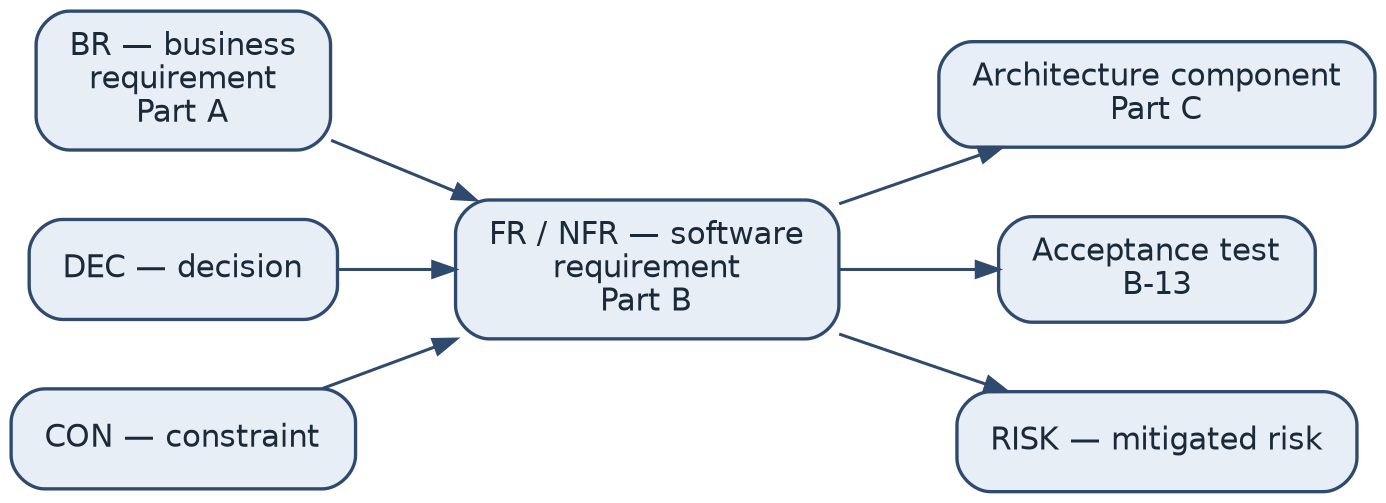 BR — business
requirement
Part A
DEC — decision
CON — constraint
FR / NFR — software
requirement
Part B
Architecture component
Part C
Acceptance test
B-13
RISK — mitigated risk